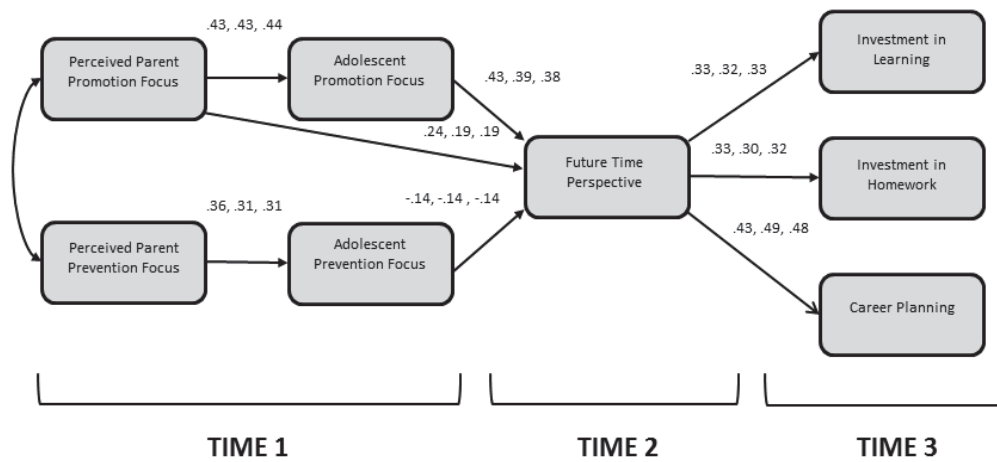 .43, .43, .44
Perceived Parent
Promotion Focus
Adolescent
Promotion Focus
.43, .39, .38
.24, .19, .19
.33, .32, .33
Investment in
Learning
Future Time
Perspective
.33, .30, .32
Investment in
Homework
.36, .31, .31
-.14, -.14 , -.14
Perceived Parent
Prevention Focus
Adolescent
Prevention Focus
.43, .49, .48
Career Planning
TIME 1
TIME 2
TIME 3